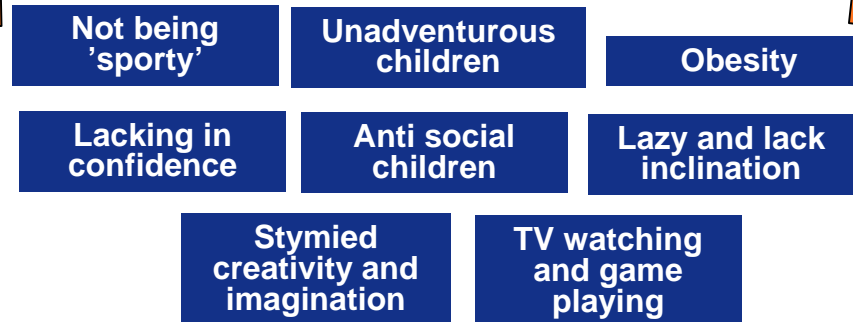 Not being
’sporty’
Unadventurous
children
Obesity
Lacking in
confidence
Anti social
children
Lazy and lack
inclination
Stymied
creativity and
imagination
TV watching
and game
playing